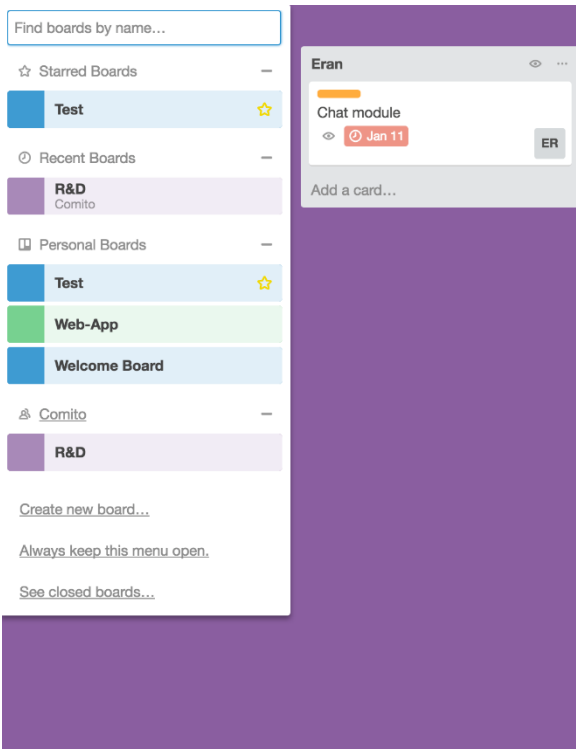 Find boards by name…
Starred Boards
Test
Recent Boards
R&D
Comito
Personal Boards
Test
Web-App
Welcome Board
Comito
R&D
Create new board…
Always keep this menu open.
See closed boards…
Eran
Chat module
Jan 11
ER
Add a card…